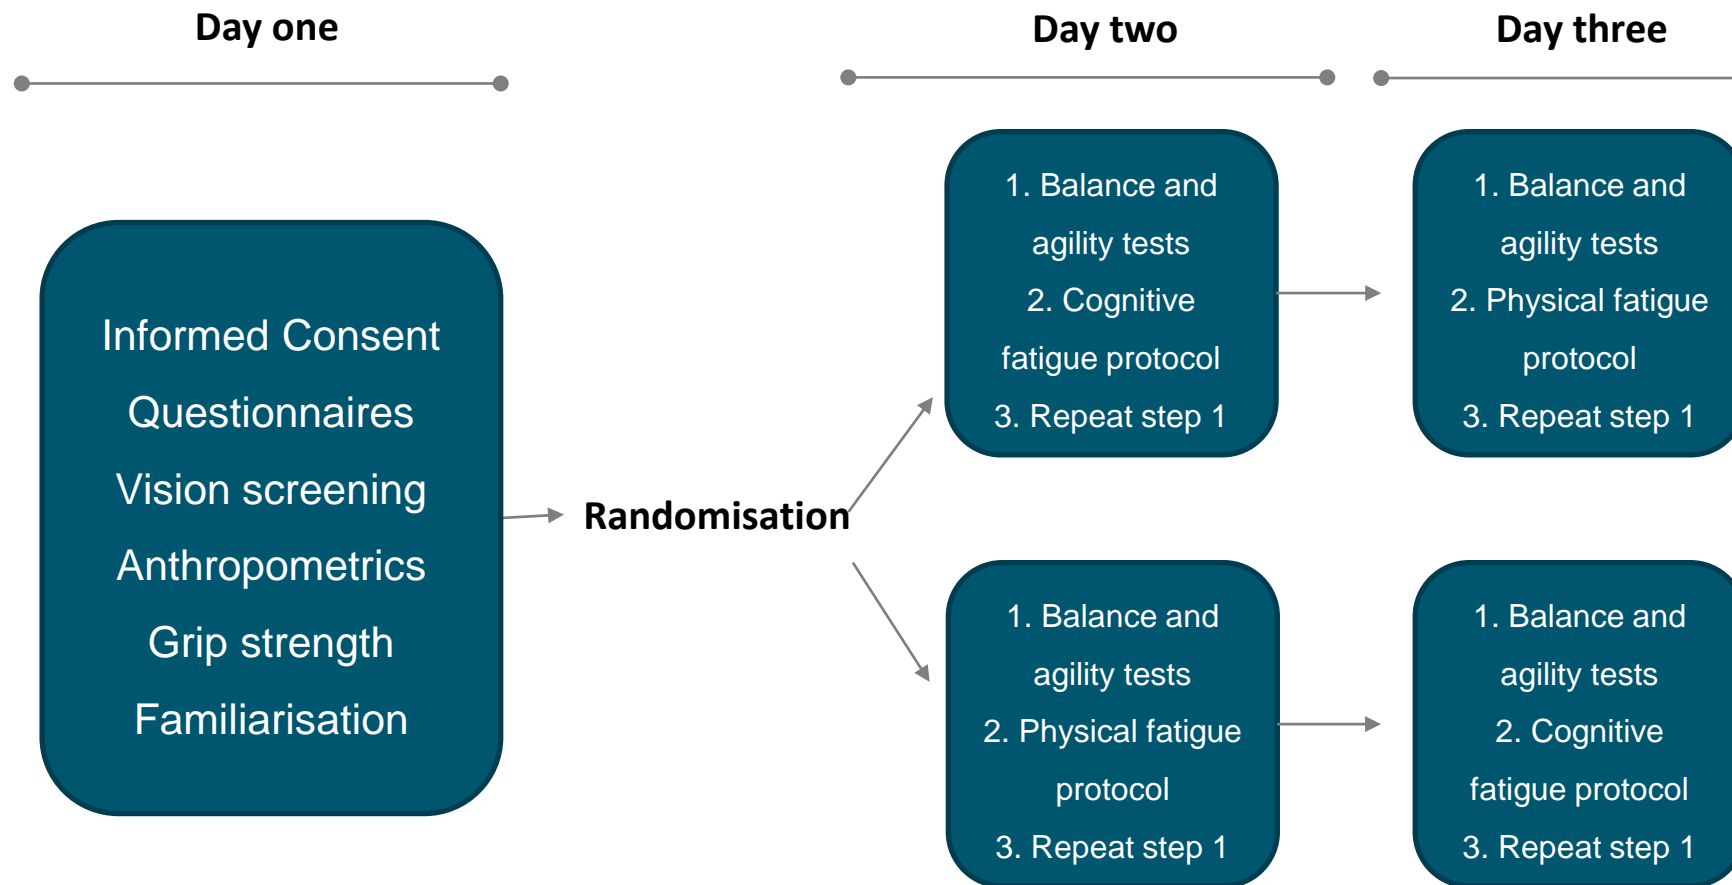 Day one
Day two
Day three
Informed Consent
Questionnaires
Vision screening
Anthropometrics
Grip strength
Familiarisation
Randomisation
1. Balance and
agility tests
2. Cognitive
fatigue protocol
3. Repeat step 1
1. Balance and
agility tests
2. Physical fatigue
protocol
3. Repeat step 1
1. Balance and
agility tests
2. Physical fatigue
protocol
3. Repeat step 1
1. Balance and
agility tests
2. Cognitive
fatigue protocol
3. Repeat step 1